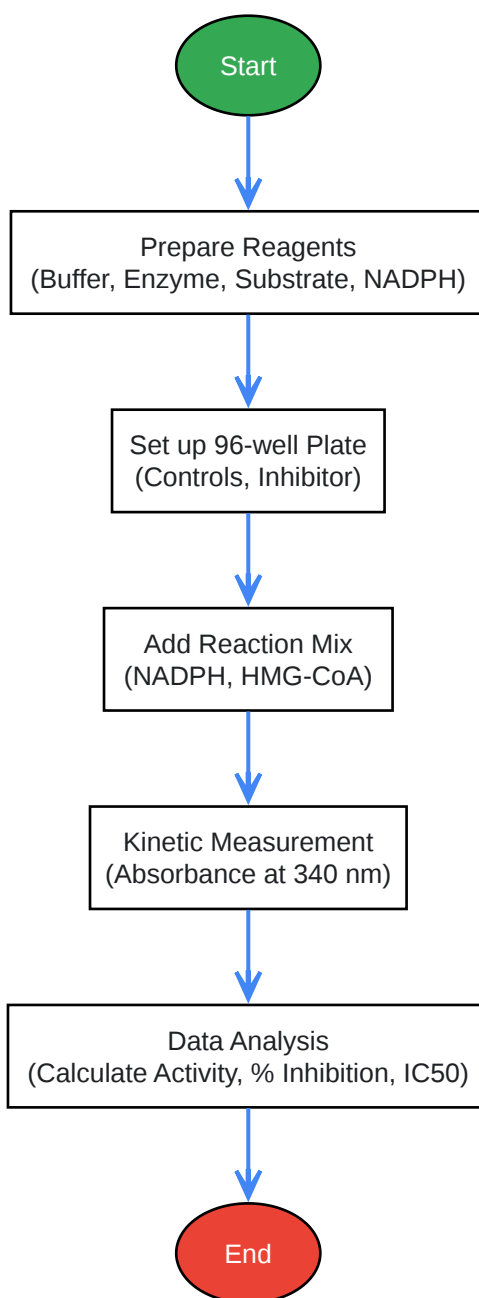 Start
Prepare Reagents
(Buffer, Enzyme, Substrate, NADPH)
Set up 96-well Plate
(Controls, Inhibitor)
Add Reaction Mix
(NADPH, HMG-CoA)
Kinetic Measurement
(Absorbance at 340 nm)
Data Analysis
(Calculate Activity, % Inhibition, IC50)
End